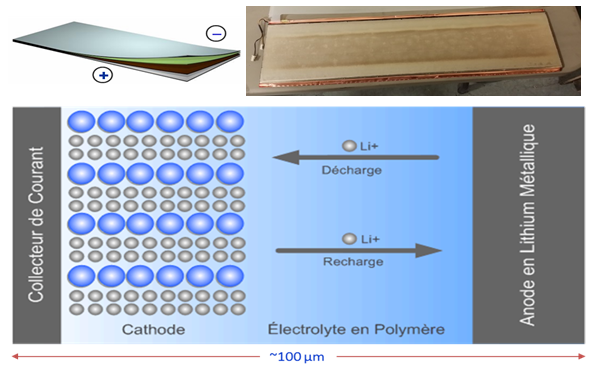 −
+
Collecteur de Courant
Li+
Décharge
Li+
Recharge
Cathode
Électrolyte en Polymère
Anode en Lithium Métallique
~100 µm